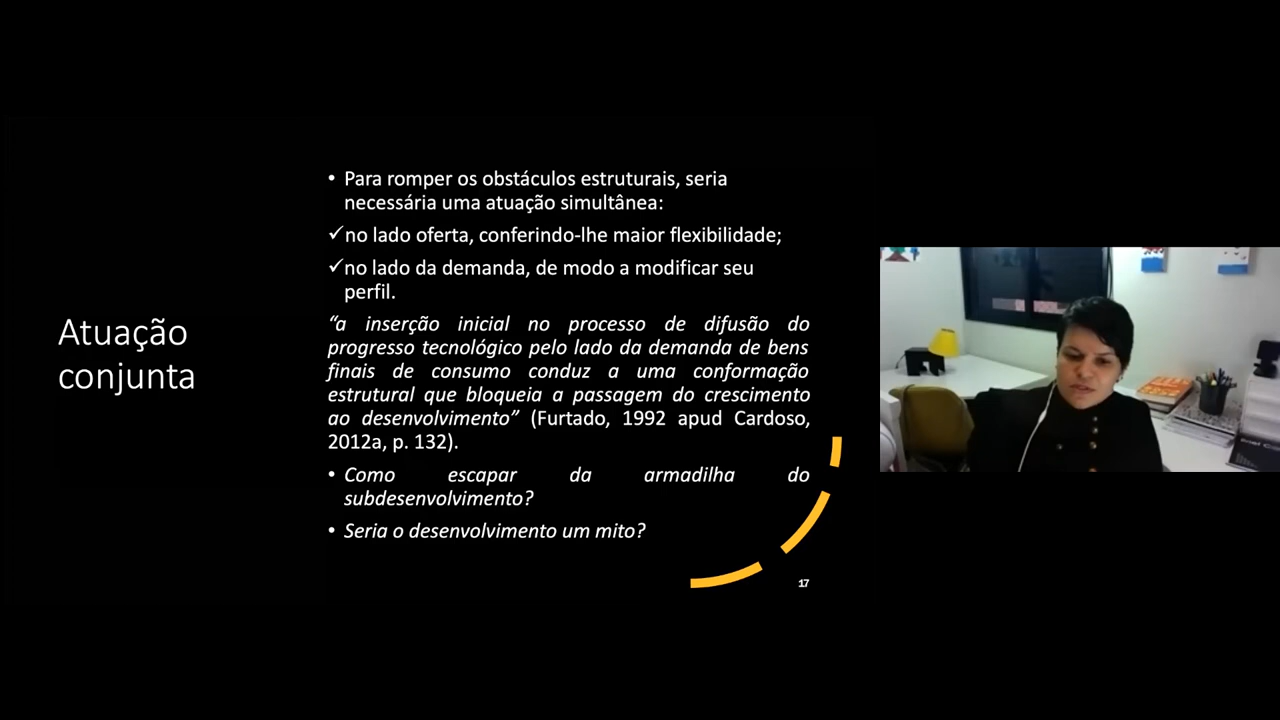 Atuação
conjunta
• Para romper os obstáculos estruturais, seria
necessária uma atuação simultânea:
✓no lado oferta, conferindo-lhe maior flexibilidade;
✓no lado da demanda, de modo a modificar seu
perfil.
“a inserção inicial no processo de difusão do
progresso tecnológico pelo lado da demanda de bens
finais de consumo conduz a uma conformação
estrutural que bloqueia a passagem do crescimento
ao desenvolvimento” (Furtado, 1992 apud Cardoso,
2012a, p. 132).
• Como escapar da armadilha do
subdesenvolvimento?
• Seria o desenvolvimento um mito?
17